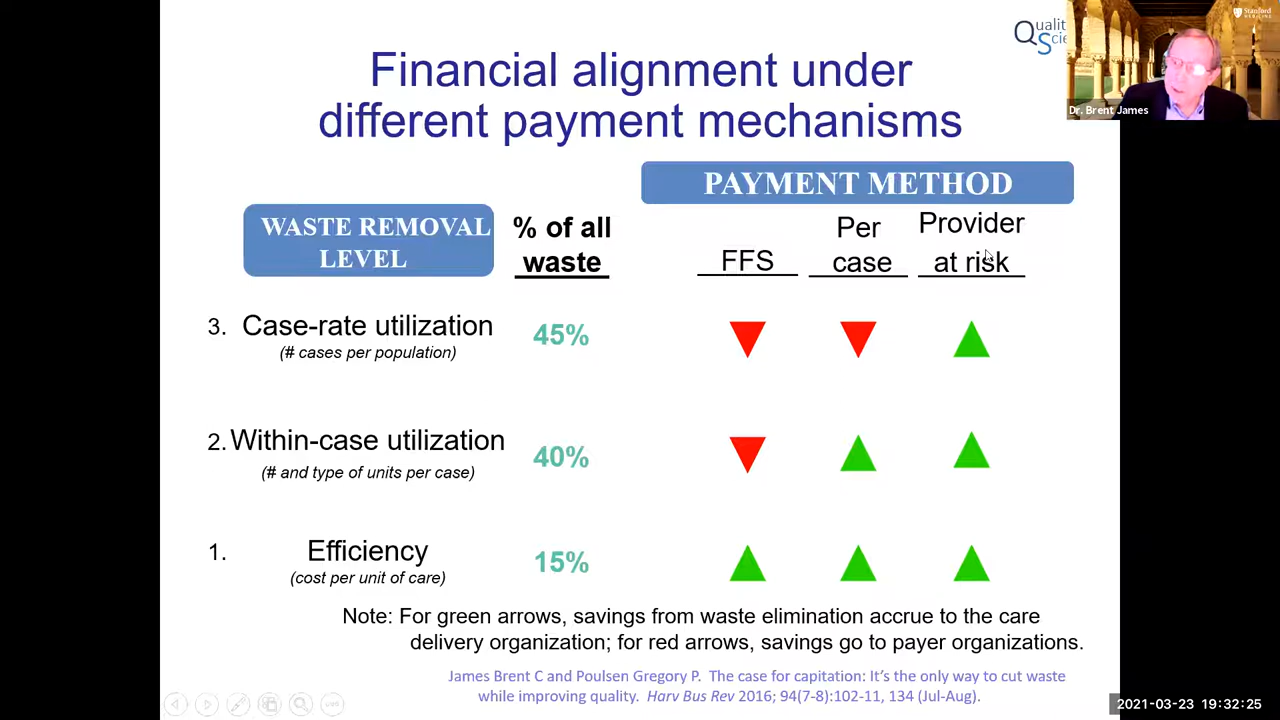 Financial alignment under
different payment mechanisms
Stanford
MEDICINE
Dr. Brent James
PAYMENT METHOD
WASTE REMOVAL
LEVEL
% of all
waste
FFS
Per
case
Provider
at risk
3. Case-rate utilization
(# cases per population)
45%
2. Within-case utilization
(# and type of units per case)
40%
1. Efficiency
(cost per unit of care)
15%
Note: For green arrows, savings from waste elimination accrue to the care
delivery organization; for red arrows, savings go to payer organizations.
James Brent C and Poulsen Gregory P. The case for capitation: It’s the only way to cut waste
while improving quality. Harv Bus Rev 2016; 94(7-8):102-11, 134 (Jul-Aug).
2021-03-23 19:32:25